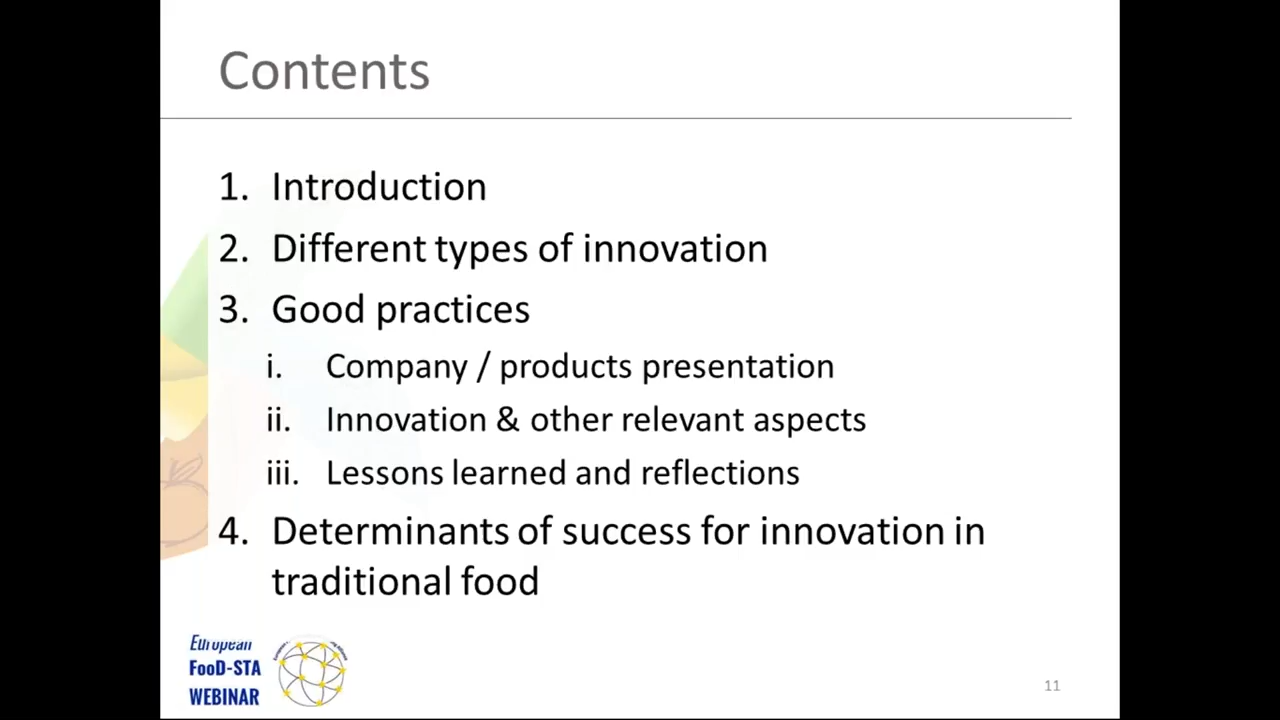 Contents
1. Introduction
2. Different types of innovation
3. Good practices
i. Company / products presentation
ii. Innovation & other relevant aspects
iii. Lessons learned and reflections
4. Determinants of success for innovation in
traditional food
European
FooD-STA
WEBINAR
11